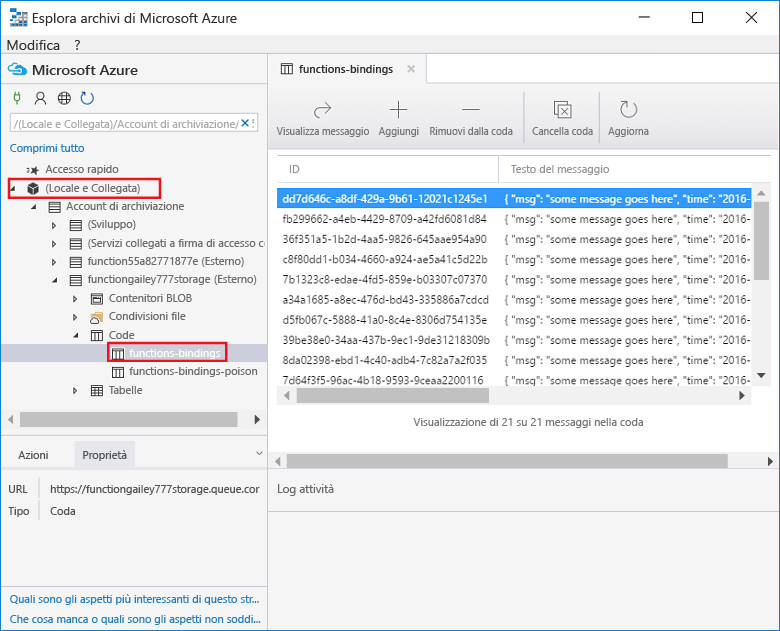 Esplora archivi di Microsoft Azure
Modifica ?
Microsoft Azure
/(Locale e Collegata)/Account di archiviazione/
Comprimi tutto
Accesso rapido
(Locale e Collegata)
Account di archiviazione
(Sviluppo)
(Servizi collegati a firma di accesso c
function55a82771877e (Esterno)
functiongailey777storage (Esterno)
Contenitori BLOB
Condivisioni file
Code
functions-bindings
functions-bindings-poison
Tabelle
Azioni Proprietà
URL https://functiongailey777storage.queue.cor
Tipo Coda
Quali sono gli aspetti più interessanti di questo str...
Che cosa manca o quali sono gli aspetti non soddi...
functions-bindings
Visualizza messaggio Aggiungi Rimuovi dalla coda Cancella coda Aggiorna
ID Testo del messaggio
dd7d646c-a8df-429a-9b61-12021c1245e1 { "msg": "some message goes here", "time": "2016-
fb299662-a4eb-4429-8709-a42fd6081d84 { "msg": "some message goes here", "time": "2016-
36f351a5-1b2d-4aa5-9826-645aae954a90 { "msg": "some message goes here", "time": "2016-
c8f80dd1-b034-4660-a924-ae5a41c5d22b { "msg": "some message goes here", "time": "2016-
7b1323c8-edae-4fd5-859e-b03307c07370 { "msg": "some message goes here", "time": "2016-
a34a1685-a8ec-476d-bd43-335886a7cdcd { "msg": "some message goes here", "time": "2016-
d5fb067c-5888-41a0-8c4e-8306d754135e { "msg": "some message goes here", "time": "2016-
39be38e0-34aa-437b-9ec1-9de31218309b { "msg": "some message goes here", "time": "2016-
8da02398-ebd1-4c40-adb4-7c82a7a2f035 { "msg": "some message goes here", "time": "2016-
7d64f3f5-96ac-4b18-9593-9ceaa2200116 { "msg": "some message goes here", "time": "2016-
Visualizzazione di 21 su 21 messaggi nella coda
Log attività